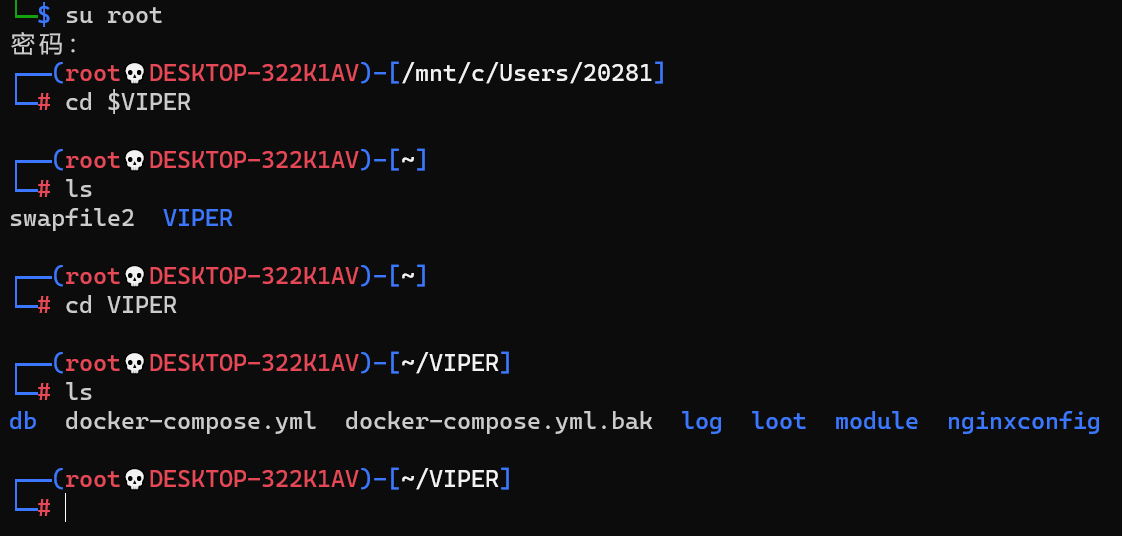 └─$ su root
密码：
┌──(root💀DESKTOP-322K1AV)-[/mnt/c/Users/20281]
└─# cd $VIPER
┌──(root💀DESKTOP-322K1AV)-[~]
└─# ls
swapfile2  VIPER
┌──(root💀DESKTOP-322K1AV)-[~]
└─# cd VIPER
┌──(root💀DESKTOP-322K1AV)-[~/VIPER]
└─# ls
db  docker-compose.yml  docker-compose.yml.bak  log  loot  module  nginxconfig
┌──(root💀DESKTOP-322K1AV)-[~/VIPER]
└─#